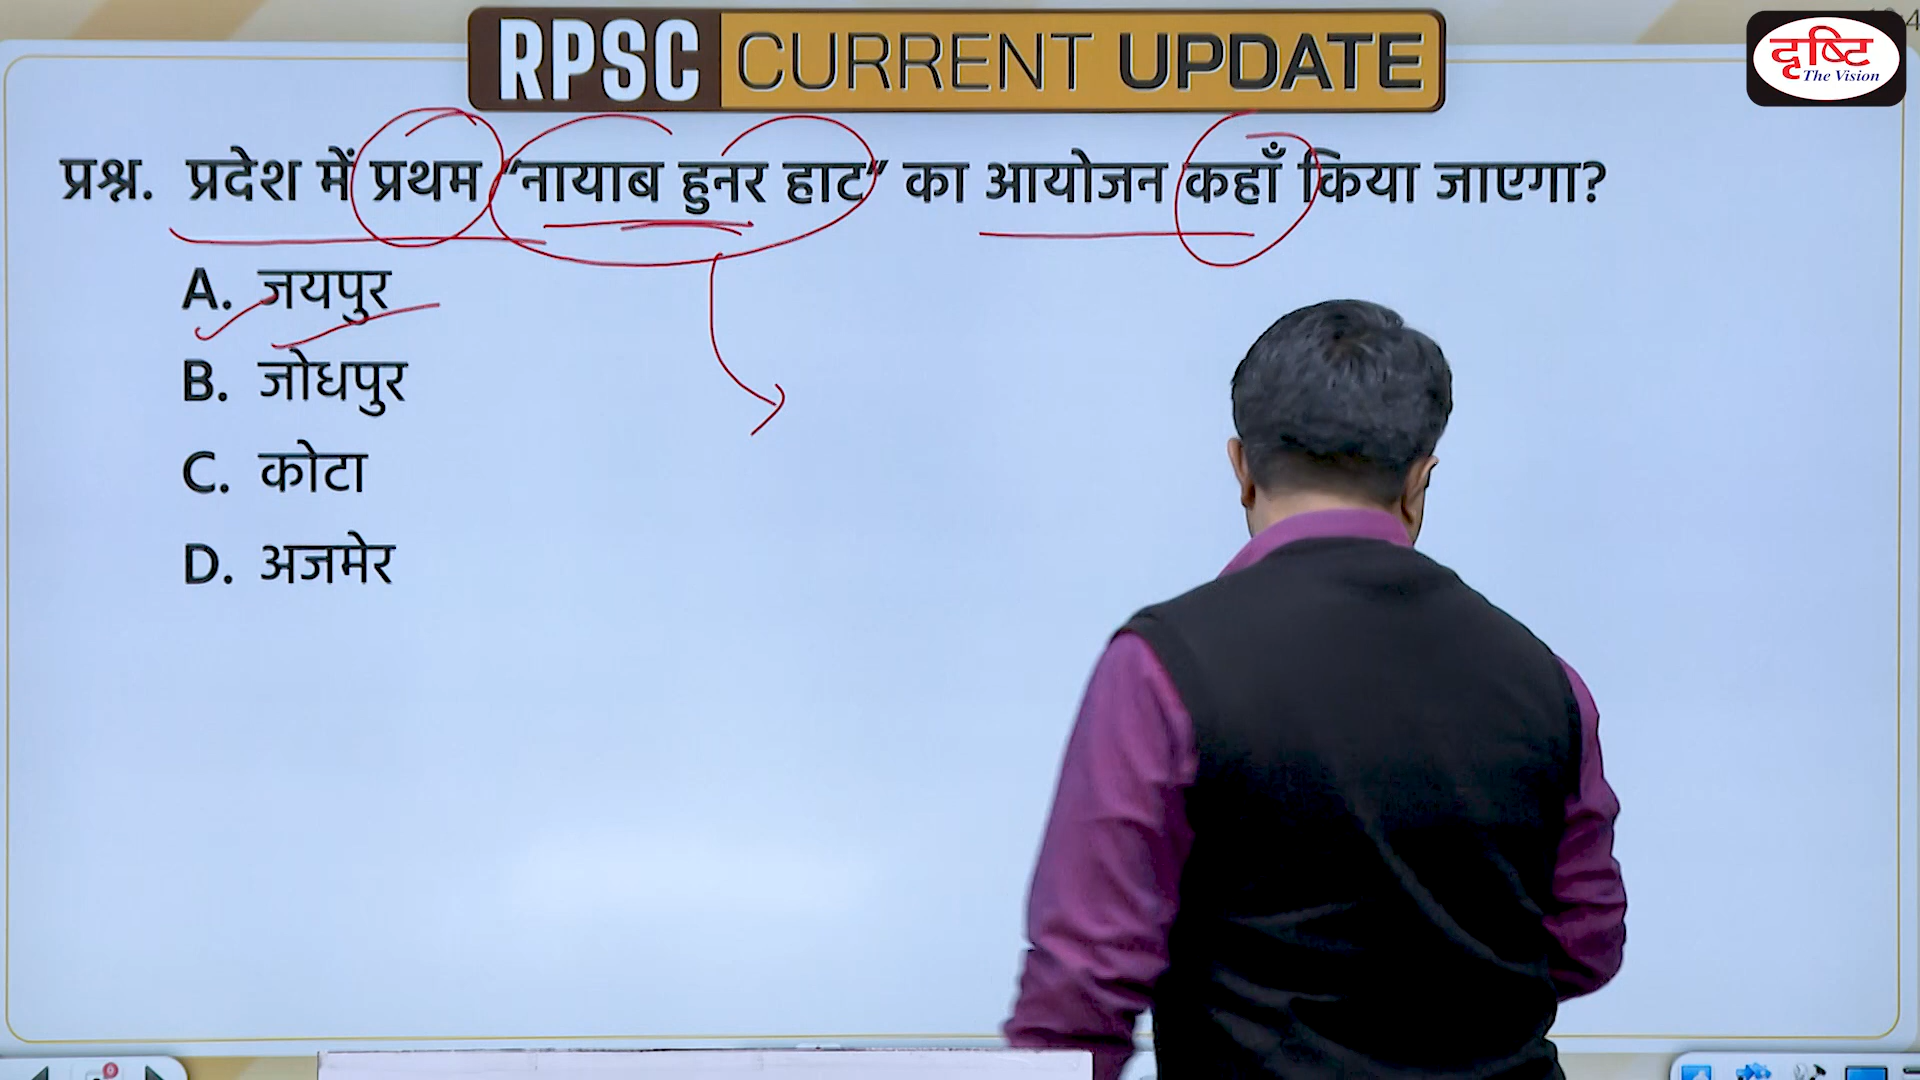 RPSC CURRENT UPDATE
दृष्टि
The Vision
प्रश्न. प्रदेश में प्रथम “नायाब हुनर हाट” का आयोजन कहाँ किया जाएगा?
A. जयपुर
B. जोधपुर
C. कोटा
D. अजमेर